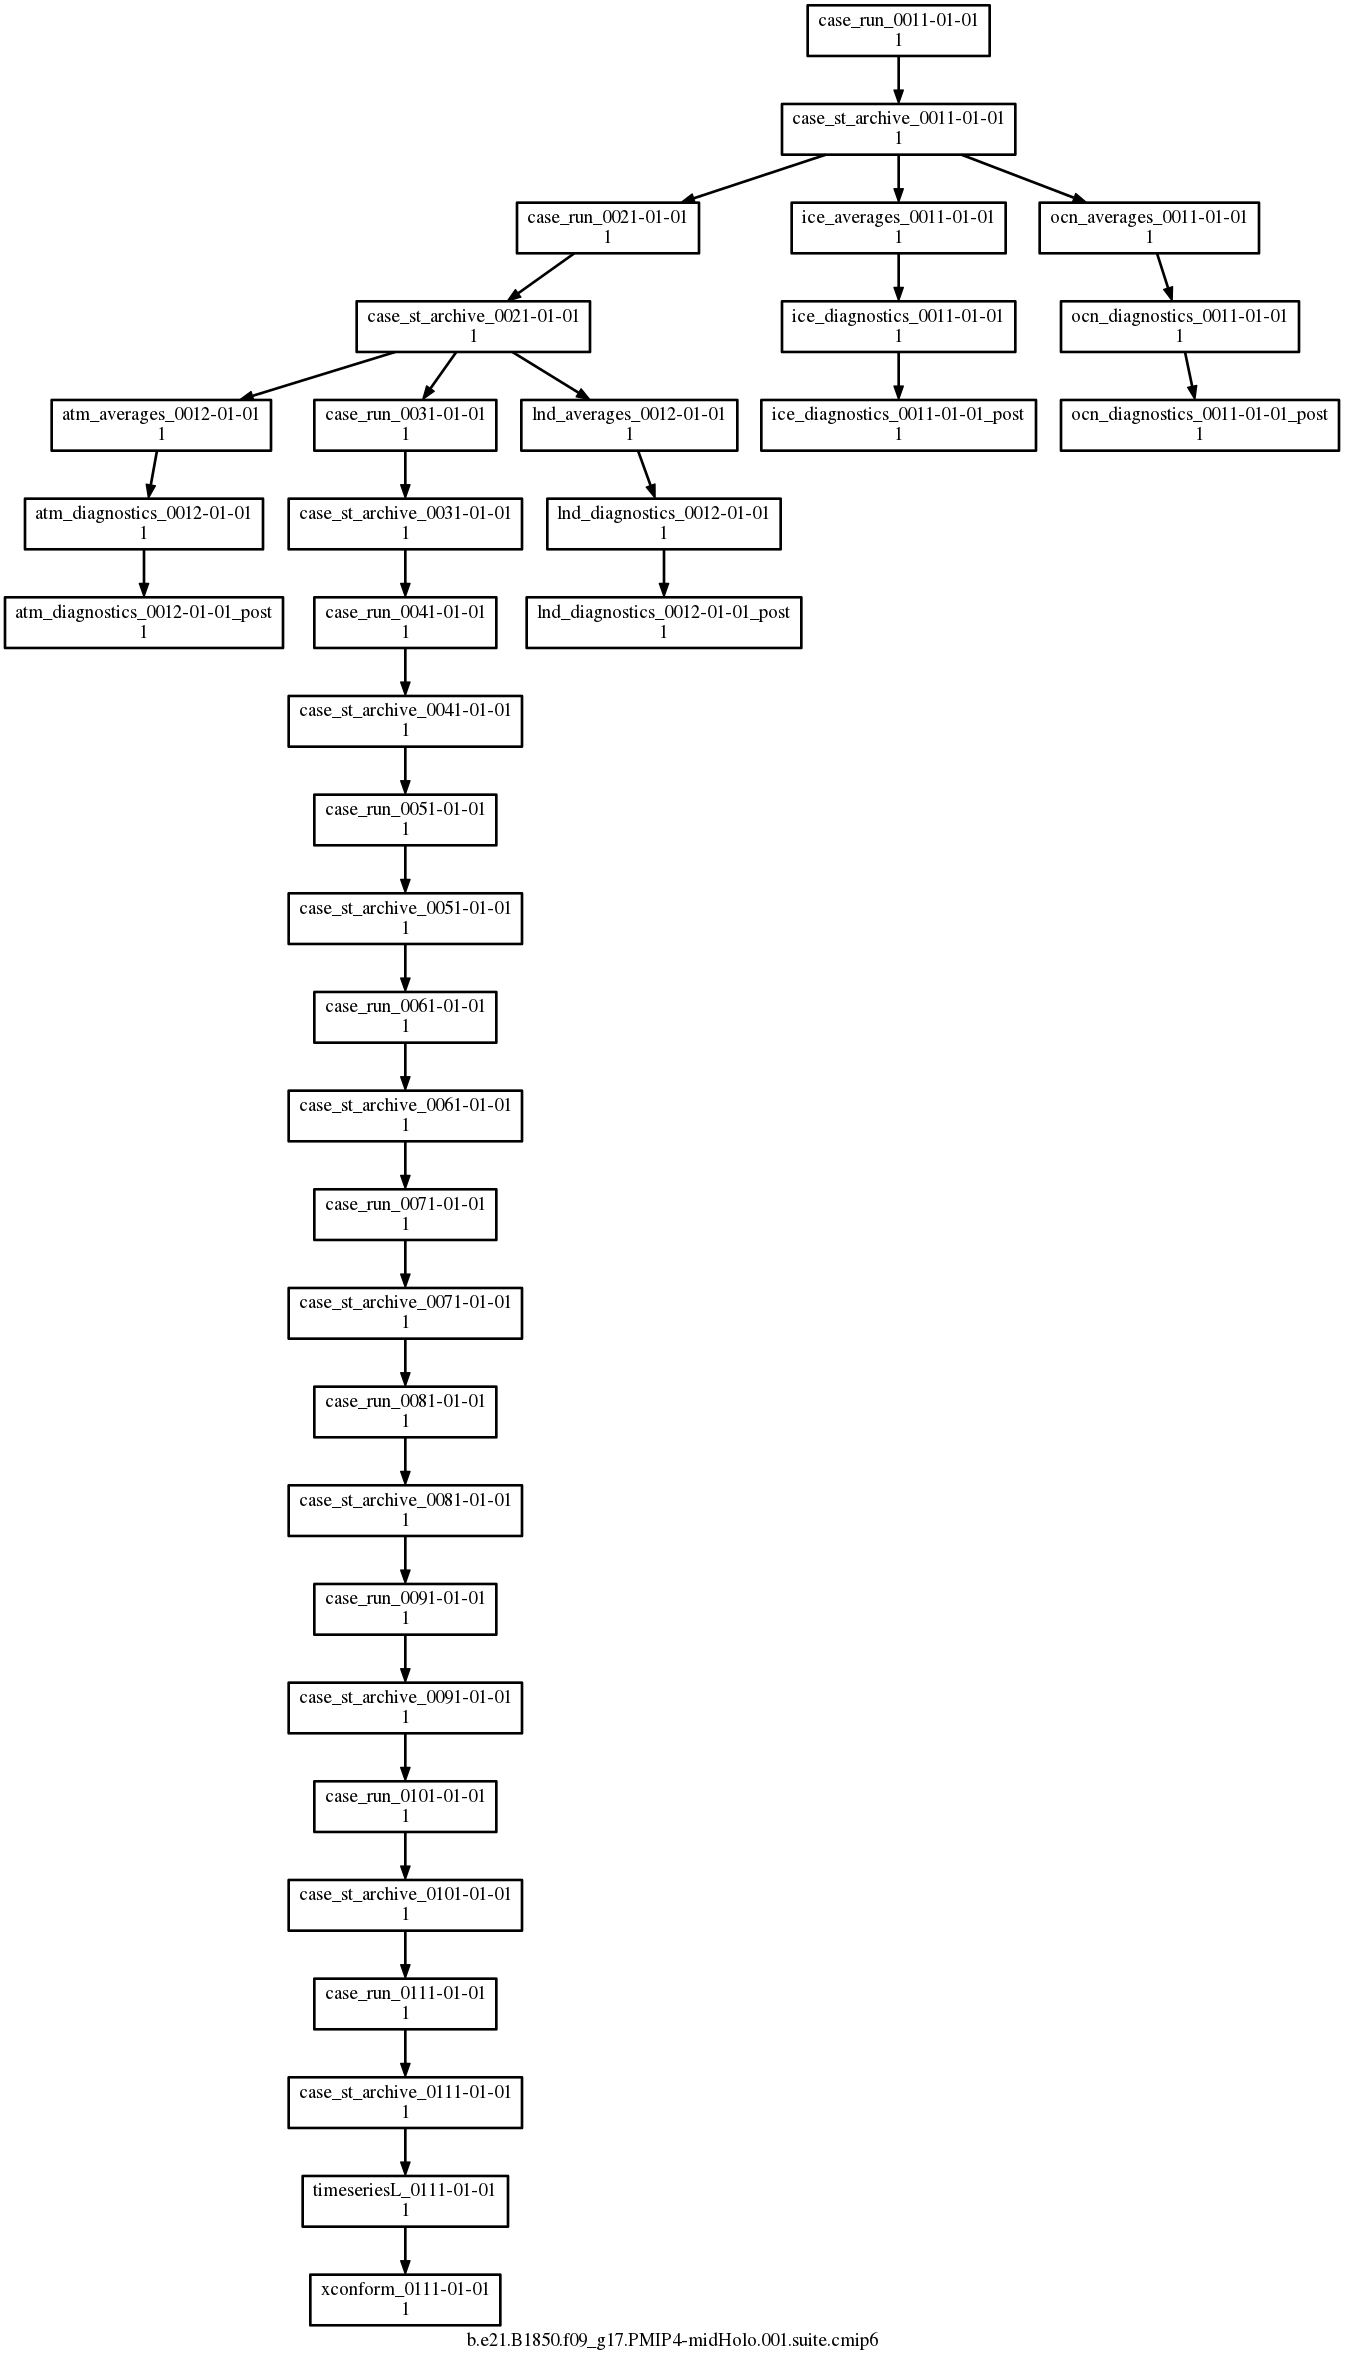 case_run_0011-01-01
1
case_st_archive_0011-01-01
1
case_run_0021-01-01
1
ice_averages_0011-01-01
1
ocn_averages_0011-01-01
1
case_st_archive_0021-01-01
1
ice_diagnostics_0011-01-01
1
ocn_diagnostics_0011-01-01
1
atm_averages_0012-01-01
1
case_run_0031-01-01
1
lnd_averages_0012-01-01
1
ice_diagnostics_0011-01-01_post
1
ocn_diagnostics_0011-01-01_post
1
atm_diagnostics_0012-01-01
1
case_st_archive_0031-01-01
1
lnd_diagnostics_0012-01-01
1
atm_diagnostics_0012-01-01_post
1
case_run_0041-01-01
1
lnd_diagnostics_0012-01-01_post
1
case_st_archive_0041-01-01
1
case_run_0051-01-01
1
case_st_archive_0051-01-01
1
case_run_0061-01-01
1
case_st_archive_0061-01-01
1
case_run_0071-01-01
1
case_st_archive_0071-01-01
1
case_run_0081-01-01
1
case_st_archive_0081-01-01
1
case_run_0091-01-01
1
case_st_archive_0091-01-01
1
case_run_0101-01-01
1
case_st_archive_0101-01-01
1
case_run_0111-01-01
1
case_st_archive_0111-01-01
1
timeseriesL_0111-01-01
1
xconform_0111-01-01
1
b.e21.B1850.f09_g17.PMIP4-midHolo.001.suite.cmip6